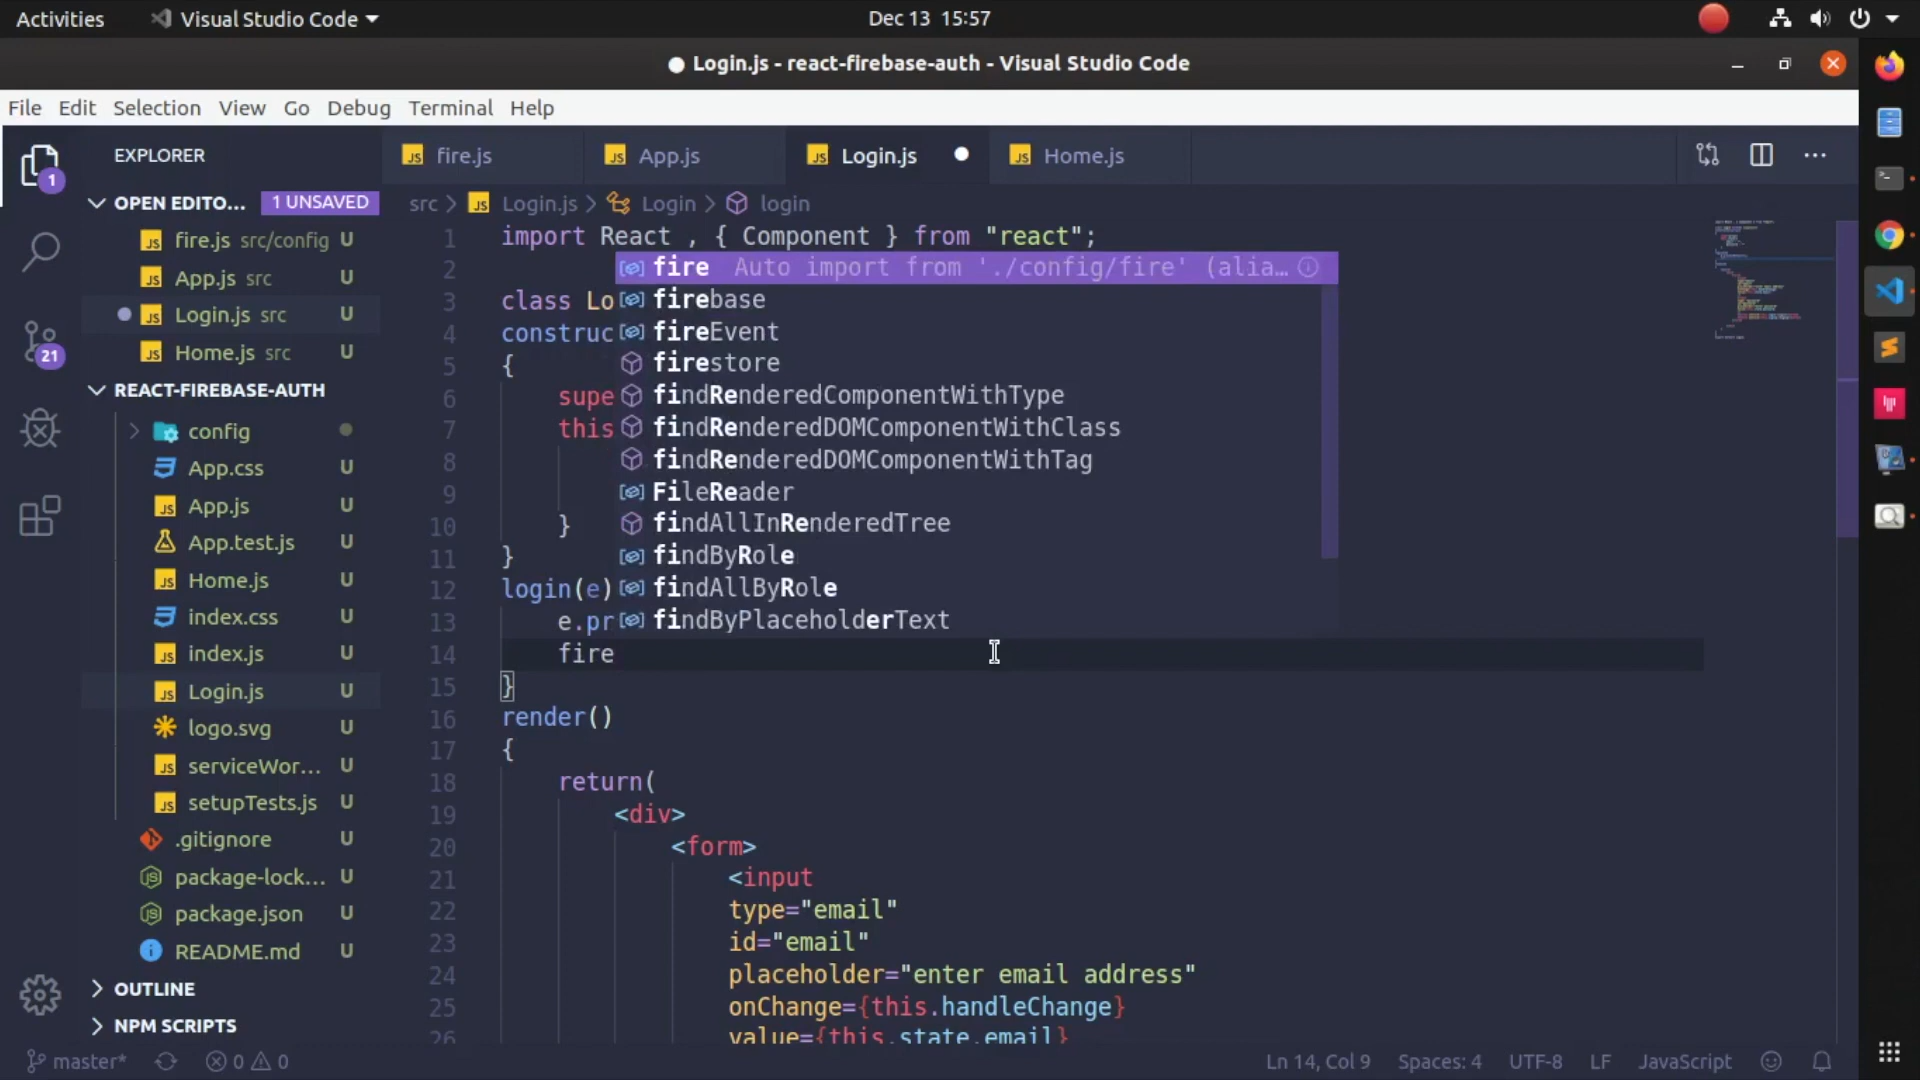 Activities
Visual Studio Code
Dec 13 15:57
Login.js - react-firebase-auth - Visual Studio Code
File Edit Selection View Go Debug Terminal Help
1
21
EXPLORER
OPEN EDITO... 1 UNSAVED
fire.js src/config U
App.js src U
Login.js src U
Home.js src U
REACT-FIREBASE-AUTH
config
App.css U
App.js U
App.test.js U
Home.js U
index.css U
index.js U
Login.js U
logo.svg U
serviceWor... U
setupTests.js U
.gitignore U
package-lock... U
package.json U
README.md U
OUTLINE
NPM SCRIPTS
fire.js
App.js
Login.js
Home.js
src > Login.js > Login > login
1 import React , { Component } from "react";
2
3 class Lo
4 construc
5 {
6 supe
7 this
8
9
10 }
11 }
12 login(e)
13 e.pr
14 fire
15 }
16 render()
17 {
18 return(
19 <div>
20 <form>
21 <input
22 type="email"
23 id="email"
24 placeholder="enter email address"
25 onChange={this.handleChange}
26 value={this.state.email}
fire Auto import from './config/fire' (alia...
firebase
fireEvent
firestore
findRenderedComponentWithType
findRenderedDOMComponentWithClass
findRenderedDOMComponentWithTag
FileReader
findAllInRenderedTree
findByRole
findAllByRole
findByPlaceholderText
master* 0 0
Ln 14, Col 9 Spaces: 4 UTF-8 LF JavaScript